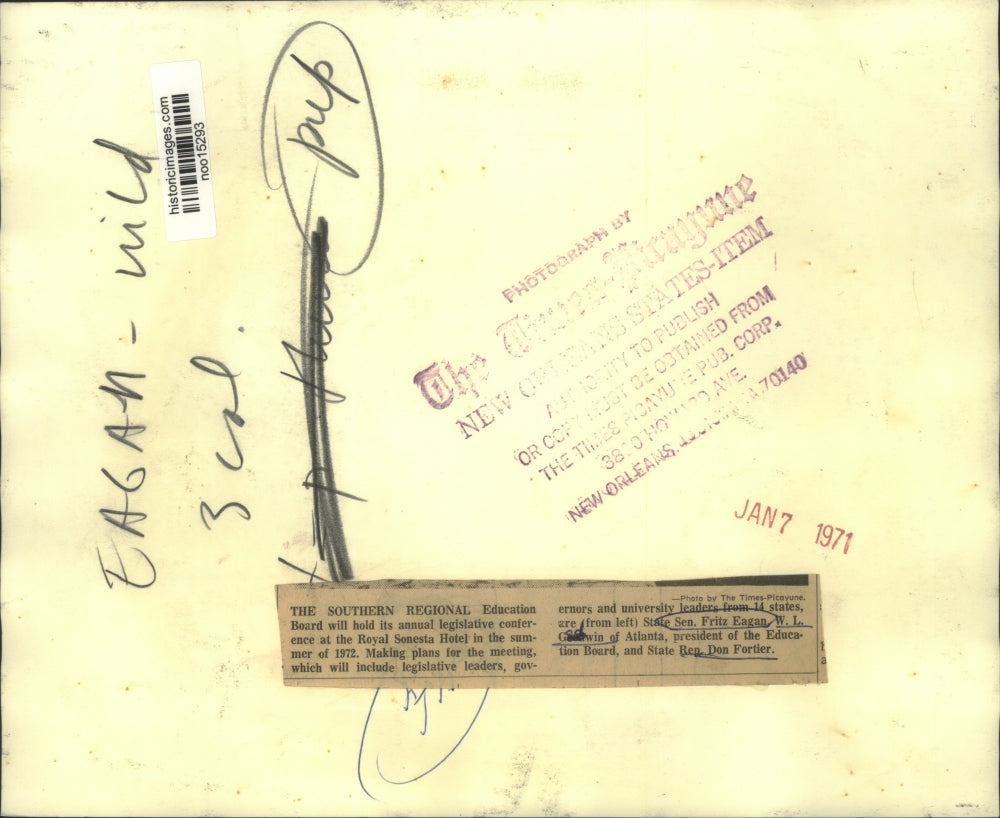 historicimages.com
noo15293
EAGAN - wild
3 col.
pup
PHOTOGRAPH BY
The Times-Picayune
NEW ORLEANS STATES-ITEM
AUTHORITY TO PUBLISH
OR COPY MUST BE OBTAINED FROM
THE TIMES PICAYUNE PUB. CORP.
3800 HOWARD AVE.
NEW ORLEANS, 70140
JAN 7 1971
—Photo by The Times-Picayune.
THE SOUTHERN REGIONAL Education
Board will hold its annual legislative confer-
ence at the Royal Sonesta Hotel in the sum-
mer of 1972. Making plans for the meeting,
which will include legislative leaders, gov-
ernors and university leaders from 14 states,
are (from left) State Sen. Fritz Eagan, W. L.
of Atlanta, president of the Educa-
tion Board, and State Rep. Don Fortier.